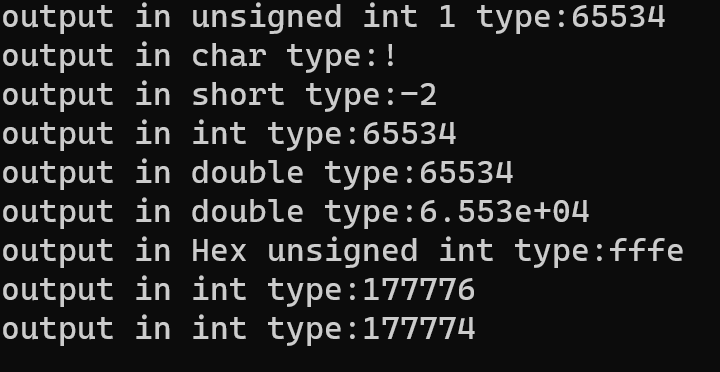 output in unsigned int 1 type:65534
output in char type:!
output in short type:-2
output in int type:65534
output in double type:65534
output in double type:6.553e+04
output in Hex unsigned int type:fffe
output in int type:177776
output in int type:177774